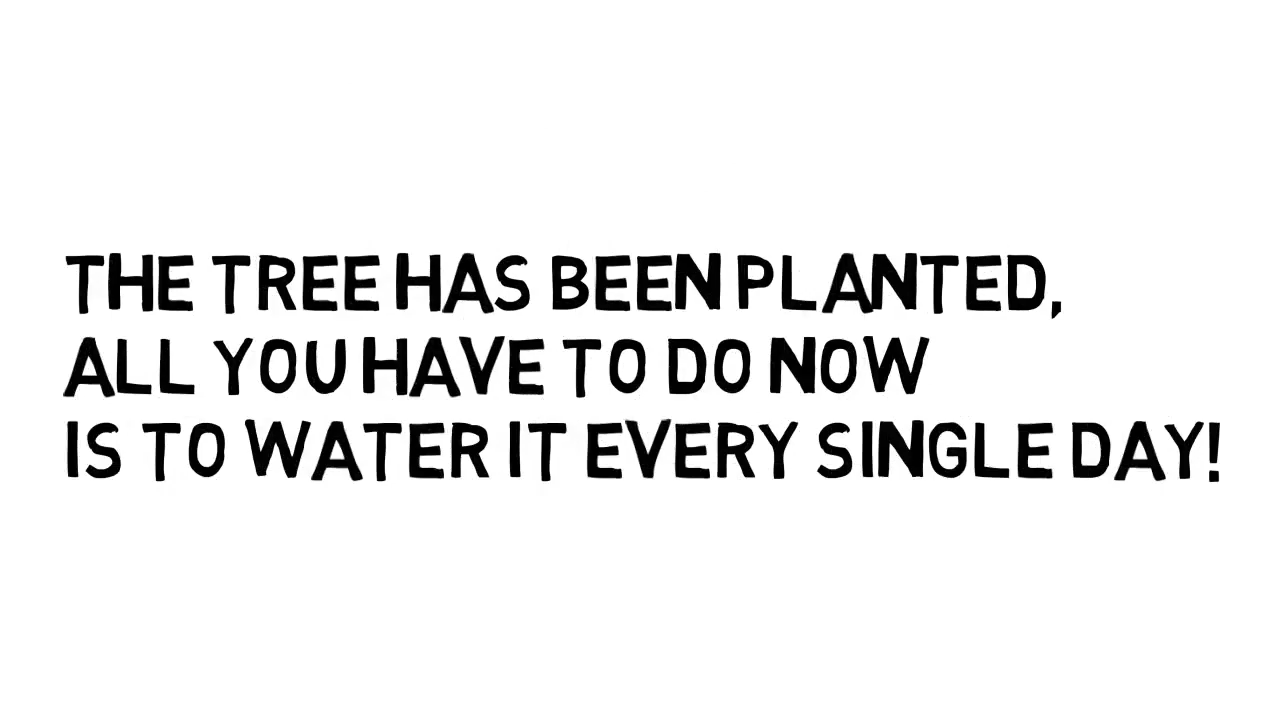 THE TREE HAS BEEN PLANTED,
ALL YOU HAVE TO DO NOW
IS TO WATER IT EVERY SINGLE DAY!